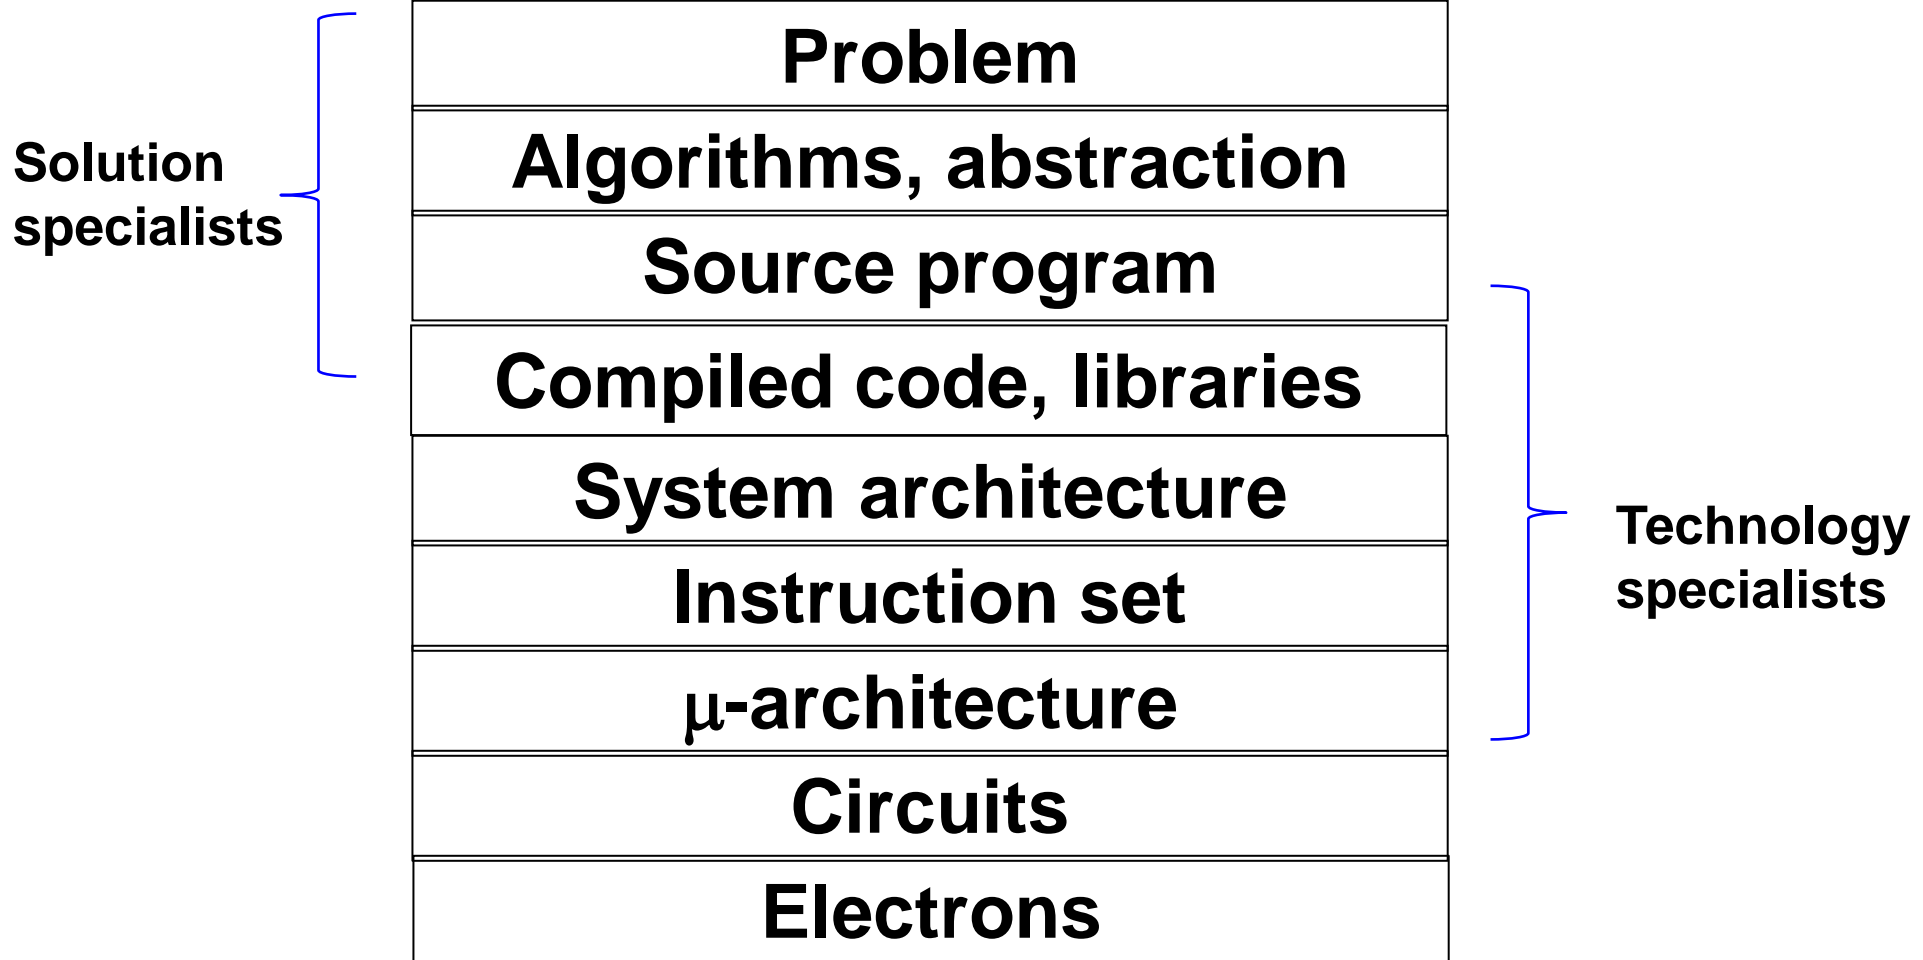 Problem
Algorithms, abstraction
Solution
specialists
Source program
Compiled code, libraries
System architecture
Technology
specialists
Instruction set
μ-architecture
Circuits
Electrons